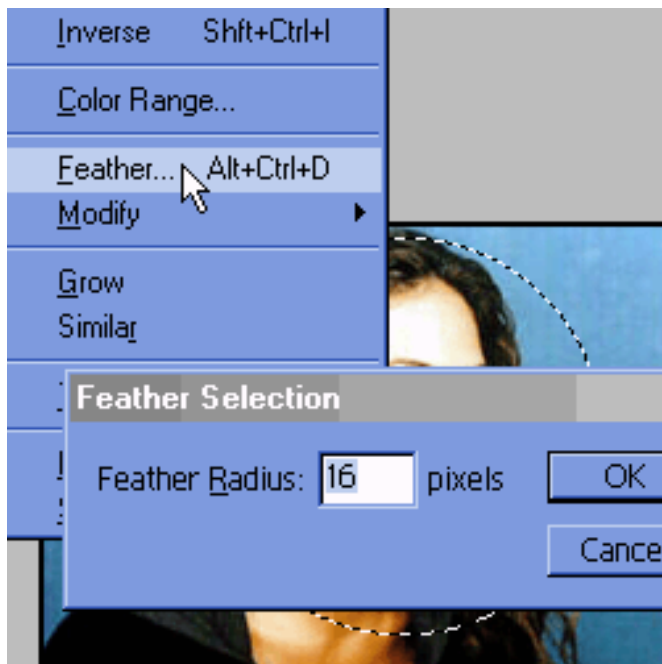 Inverse Shft+Ctrl+I
Color Range...
Feather... Alt+Ctrl+D
Modify
Grow
Similar
Feather Selection
Feather Radius: 16 pixels OK